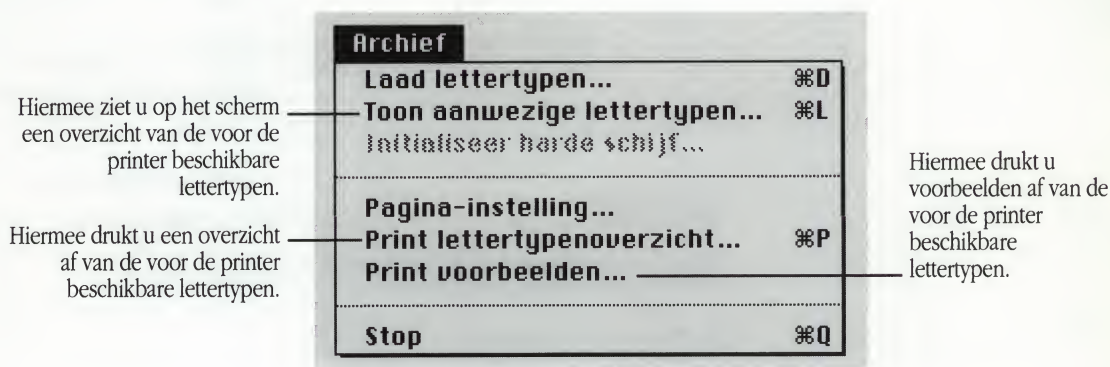 Archief
Laad lettertypen... ⌘D
Toon aanwezige lettertypen... ⌘L
Initialiseer harde schijf...
Pagina-instelling...
Print lettertypenoverzicht... ⌘P
Print voorbeelden...
Stop ⌘Q
Hiermee ziet u op het scherm
een overzicht van de voor de
printer beschikbare
lettertypen.
Hiermee drukt u een overzicht
af van de voor de printer
beschikbare lettertypen.
Hiermee drukt u
voorbeelden af van de
voor de printer
beschikbare
lettertypen.